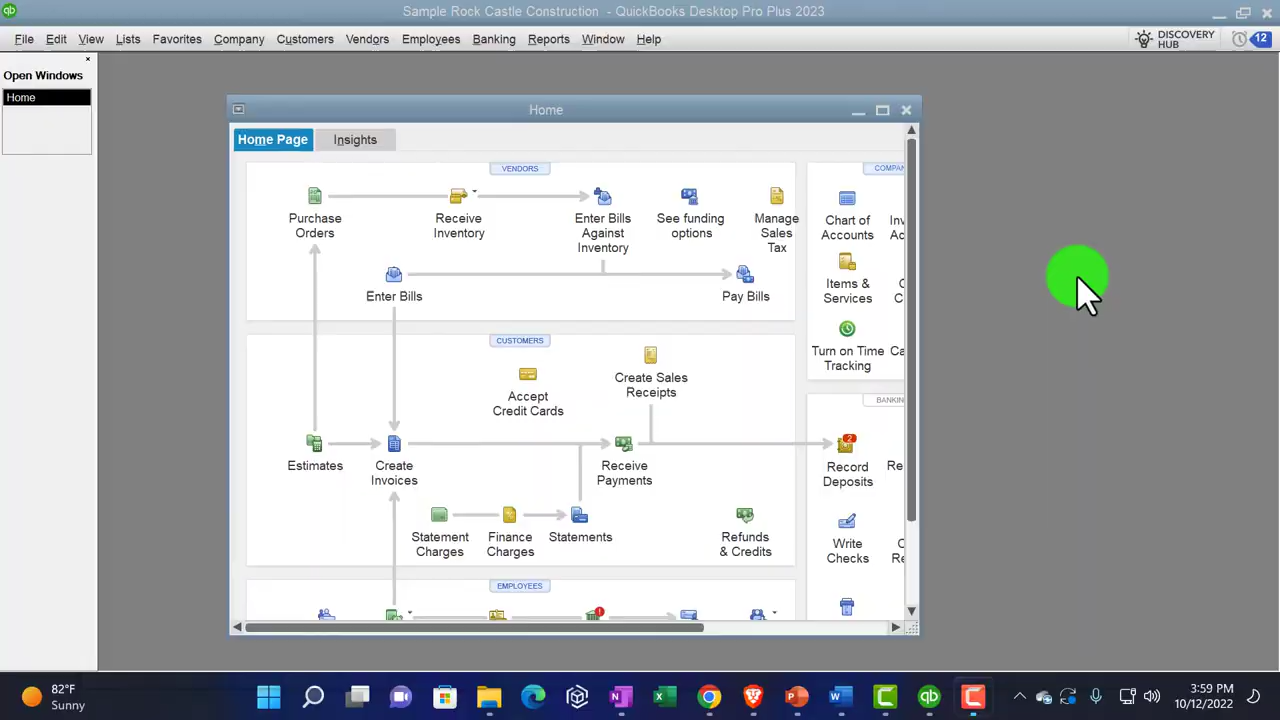 Sample Rock Castle Construction - QuickBooks Desktop Pro Plus 2023
File Edit View Lists Favorites Company Customers Vendors Employees Banking Reports Window Help
DISCOVERY
HUB
12
Open Windows
Home
Home
Home Page Insights
VENDORS
Purchase
Orders
Receive
Inventory
Enter Bills
Against
Inventory
See funding
options
Manage
Sales
Tax
Enter Bills
Pay Bills
COMPAN
Chart of
Accounts
Items &
Services
Turn on Time
Tracking
CUSTOMERS
Accept
Credit Cards
Create Sales
Receipts
Estimates
Create
Invoices
Receive
Payments
Statement
Charges
Finance
Charges
Statements
Refunds
& Credits
BANKIN
2
Record
Deposits
Write
Checks
EMPLOYEES
82°F
Sunny
3:59 PM
10/12/2022